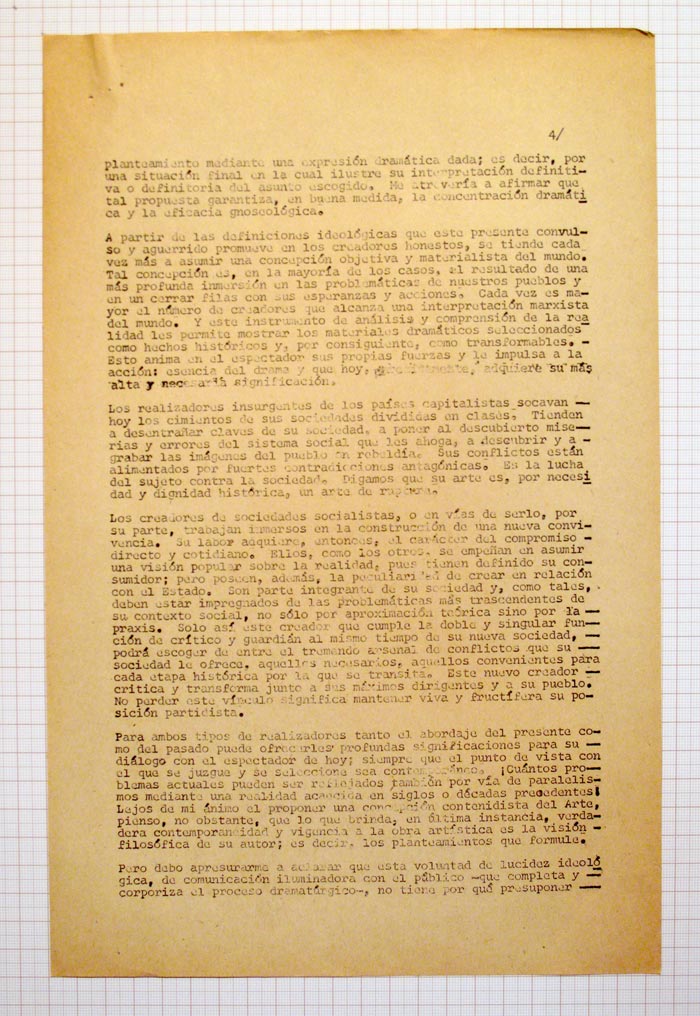 4/
planteamiento mediante una expresión dramática dada; es decir, por
una situación final en la cual ilustre su interpretación definiti-
va o definitoria del asunto escogido. Me atrevería a afirmar que
tal propuesta garantiza, en buena medida, la concentración dramáti
ca y la eficacia gnoseológica.
A partir de las definiciones ideológicas que este presente convul-
so y aguerrido promueve en los creadores honestos, se tiende cada
vez más a asumir una concepción objetiva y materialista del mundo.
Tal concepción es, en la mayoría de los casos, el resultado de una
más profunda inmersión en las problemáticas de nuestros pueblos y
en un cerrar filas con sus esperanzas y acciones. Cada vez es ma-
yor el número de creadores que alcanza una interpretación marxista
del mundo. Y este instrumento de análisis y comprensión de la rea
lidad les permite mostrar los materiales dramáticos seleccionados
como hechos históricos y, por consiguiente, como transformables. -
Esto anima en el espectador sus propias fuerzas y le impulsa a la
acción: esencia del drama y que hoy, precisamente, adquiere su más
alta y necesaria significación.
Los realizadores insurgentes de los países capitalistas socavan —
hoy los cimientos de sus sociedades divididas en clases. Tienden
a desentrañar claves de su sociedad, a poner al descubierto mise-
rias y errores del sistema social que les ahoga, a descubrir y a -
grabar las imágenes del pueblo en rebeldía. Sus conflictos están
alimentados por fuertes contradicciones antagónicas. Es la lucha
del sujeto contra la sociedad. Digamos que su arte es, por necesi
dad y dignidad histórica, un arte de ruptura.
Los creadores de sociedades socialistas, o en vías de serlo, por
su parte, trabajan inmersos en la construcción de una nueva convi-
vencia. Su labor adquiere, entonces, el carácter del compromiso -
directo y cotidiano. Ellos, como los otros, se empeñan en asumir
una visión popular sobre la realidad, pues tienen definido su con-
sumidor; pero poseen, además, la peculiaridad de crear en relación
con el Estado. Son parte integrante de su sociedad y, como tales,
deben estar impregnados de las problemáticas más trascendentes de
su contexto social, no sólo por aproximación teórica sino por la —
praxis. Solo así este creador que cumple la doble y singular fun-
ción de crítico y guardián al mismo tiempo de su nueva sociedad, —
podrá escoger de entre el tremendo arsenal de conflictos que su —
sociedad le ofrece, aquellos necesarios, aquellos convenientes para
cada etapa histórica por la que se transita. Este nuevo creador —
critica y transforma junto a sus máximos dirigentes y a su pueblo.
No perder este vínculo significa mantener viva y fructífera su po-
sición partidista.
Para ambos tipos de realizadores tanto el abordaje del presente co-
mo del pasado puede ofrecerles profundas significaciones para su —
diálogo con el espectador de hoy; siempre que el punto de vista con
el que se juzgue y se seleccione sea contemporáneo. ¡Cuántos pro-
blemas actuales pueden ser reflejados también por vía de paralelis-
mos mediante una realidad acaecida en siglos o décadas precedentes!
Lejos de mi ánimo el proponer una concepción contenidista del Arte,
pienso, no obstante, que lo que brinda, en última instancia, verda-
dera contemporaneidad y vigencia a la obra artística es la visión -
filosófica de su autor; es decir, los planteamientos que formule.
Pero debo apresurarme a aclarar que esta voluntad de lucidez ideoló
gica, de comunicación iluminadora con el público -que completa y —
corporiza el proceso dramatúrgico-, no tiene por qué presuponer —